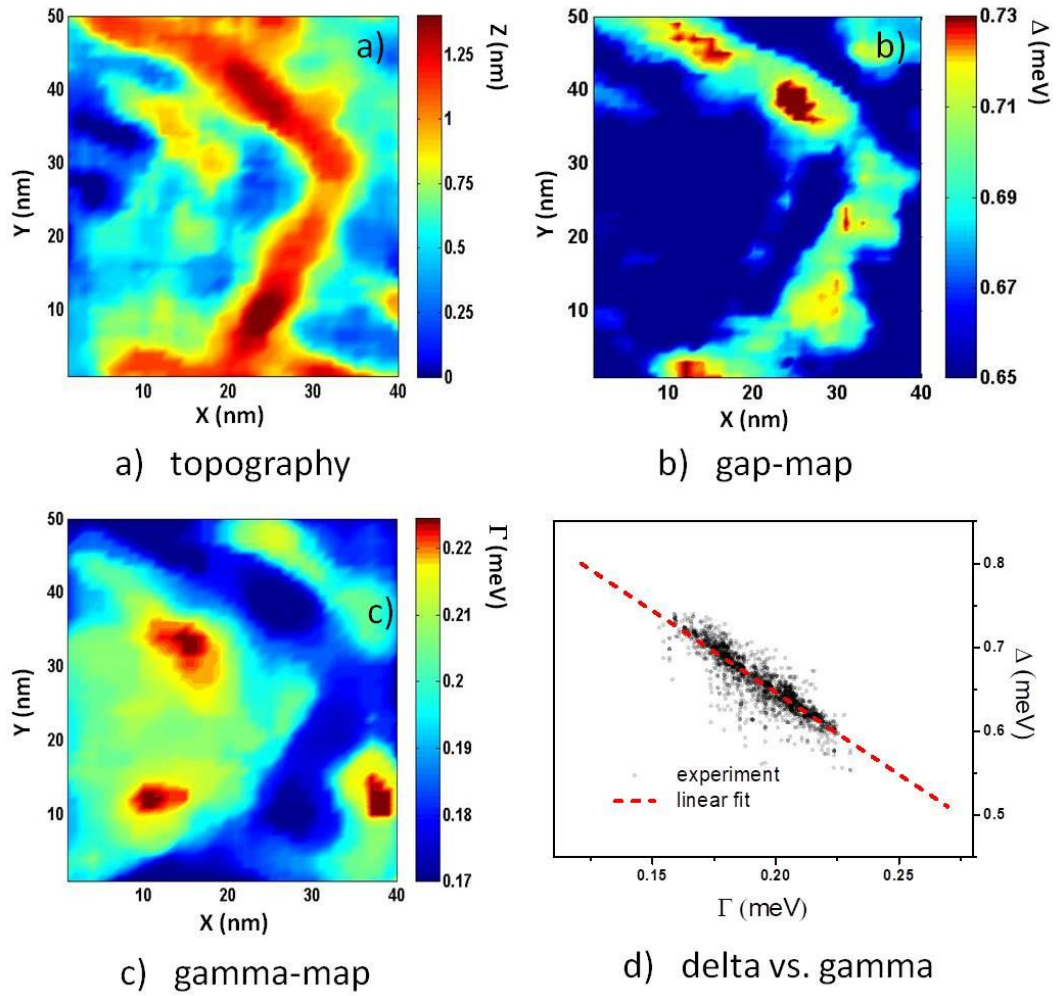 a)
50
40
30
20
10
10 20 30 40
Y (nm)
X (nm)
1.25
1
0.75
0.5
0.25
0
Z (nm)
a) topography
b)
50
40
30
20
10
10 20 30 40
Y (nm)
X (nm)
0.73
0.71
0.69
0.67
0.65
Δ (meV)
b) gap-map
c)
50
40
30
20
10
10 20 30 40
Y (nm)
X (nm)
0.22
0.21
0.2
0.19
0.18
0.17
Γ (meV)
c) gamma-map
0.8
0.7
0.6
0.5
Δ (meV)
experiment
linear fit
0.15 0.20 0.25
Γ (meV)
d) delta vs. gamma